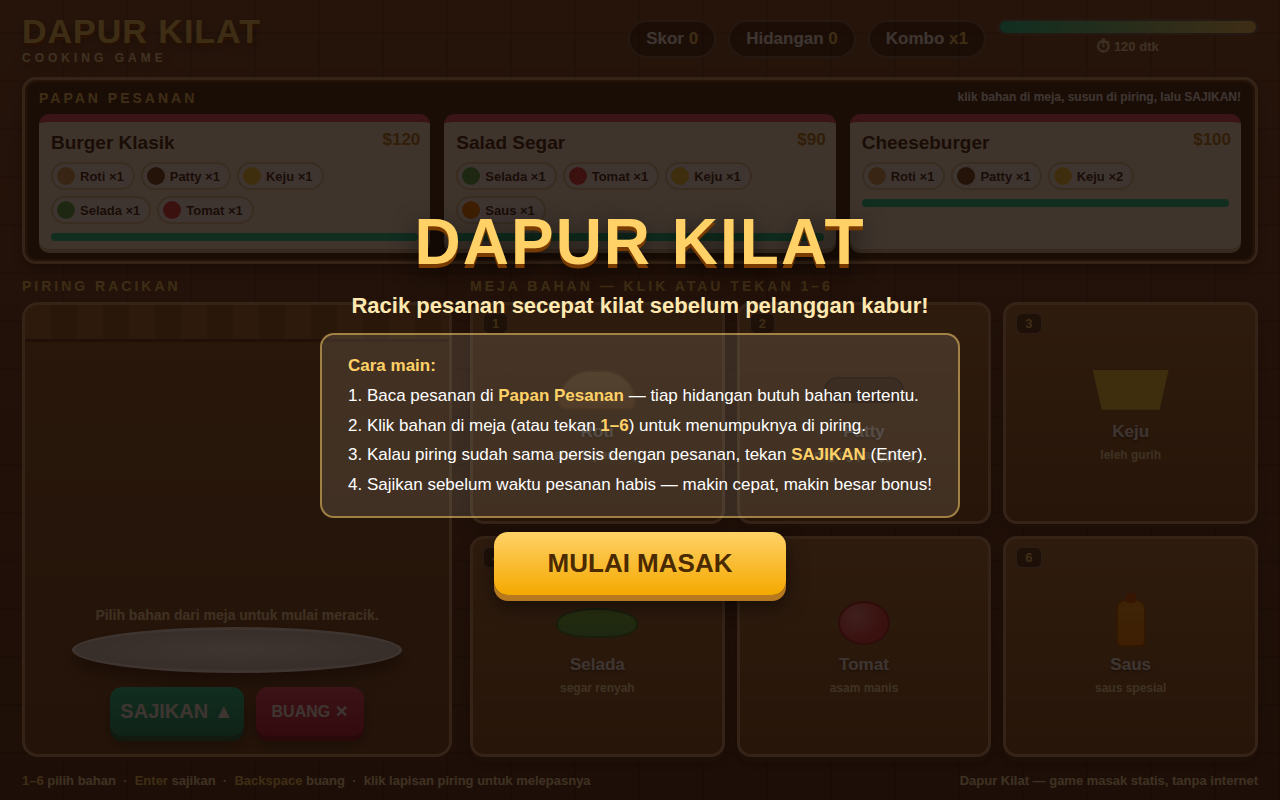 DAPUR KILAT
COOKING GAME
Skor 0
Hidangan 0
Kombo x1
⏱ 120 dtk
PAPAN PESANAN
klik bahan di meja, susun di piring, lalu SAJIKAN!
Burger Klasik
$120
Roti ×1
Patty ×1
Keju ×1
Selada ×1
Tomat ×1
Salad Segar
$90
Selada ×1
Tomat ×1
Keju ×1
Saus ×1
Cheeseburger
$100
Roti ×1
Patty ×1
Keju ×2
DAPUR KILAT
Racik pesanan secepat kilat sebelum pelanggan kabur!
Cara main:
1. Baca pesanan di Papan Pesanan — tiap hidangan butuh bahan tertentu.
2. Klik bahan di meja (atau tekan 1–6) untuk menumpuknya di piring.
3. Kalau piring sudah sama persis dengan pesanan, tekan SAJIKAN (Enter).
4. Sajikan sebelum waktu pesanan habis — makin cepat, makin besar bonus!
MULAI MASAK
PIRING RACIKAN
Pilih bahan dari meja untuk mulai meracik.
SAJIKAN ▲
BUANG ✕
MEJA BAHAN — KLIK ATAU TEKAN 1–6
1
Roti
2
Patty
3
Keju
leleh gurih
Selada
segar renyah
Tomat
asam manis
6
Saus
saus spesial
1–6 pilih bahan · Enter sajikan · Backspace buang · klik lapisan piring untuk melepasnya
Dapur Kilat — game masak statis, tanpa internet